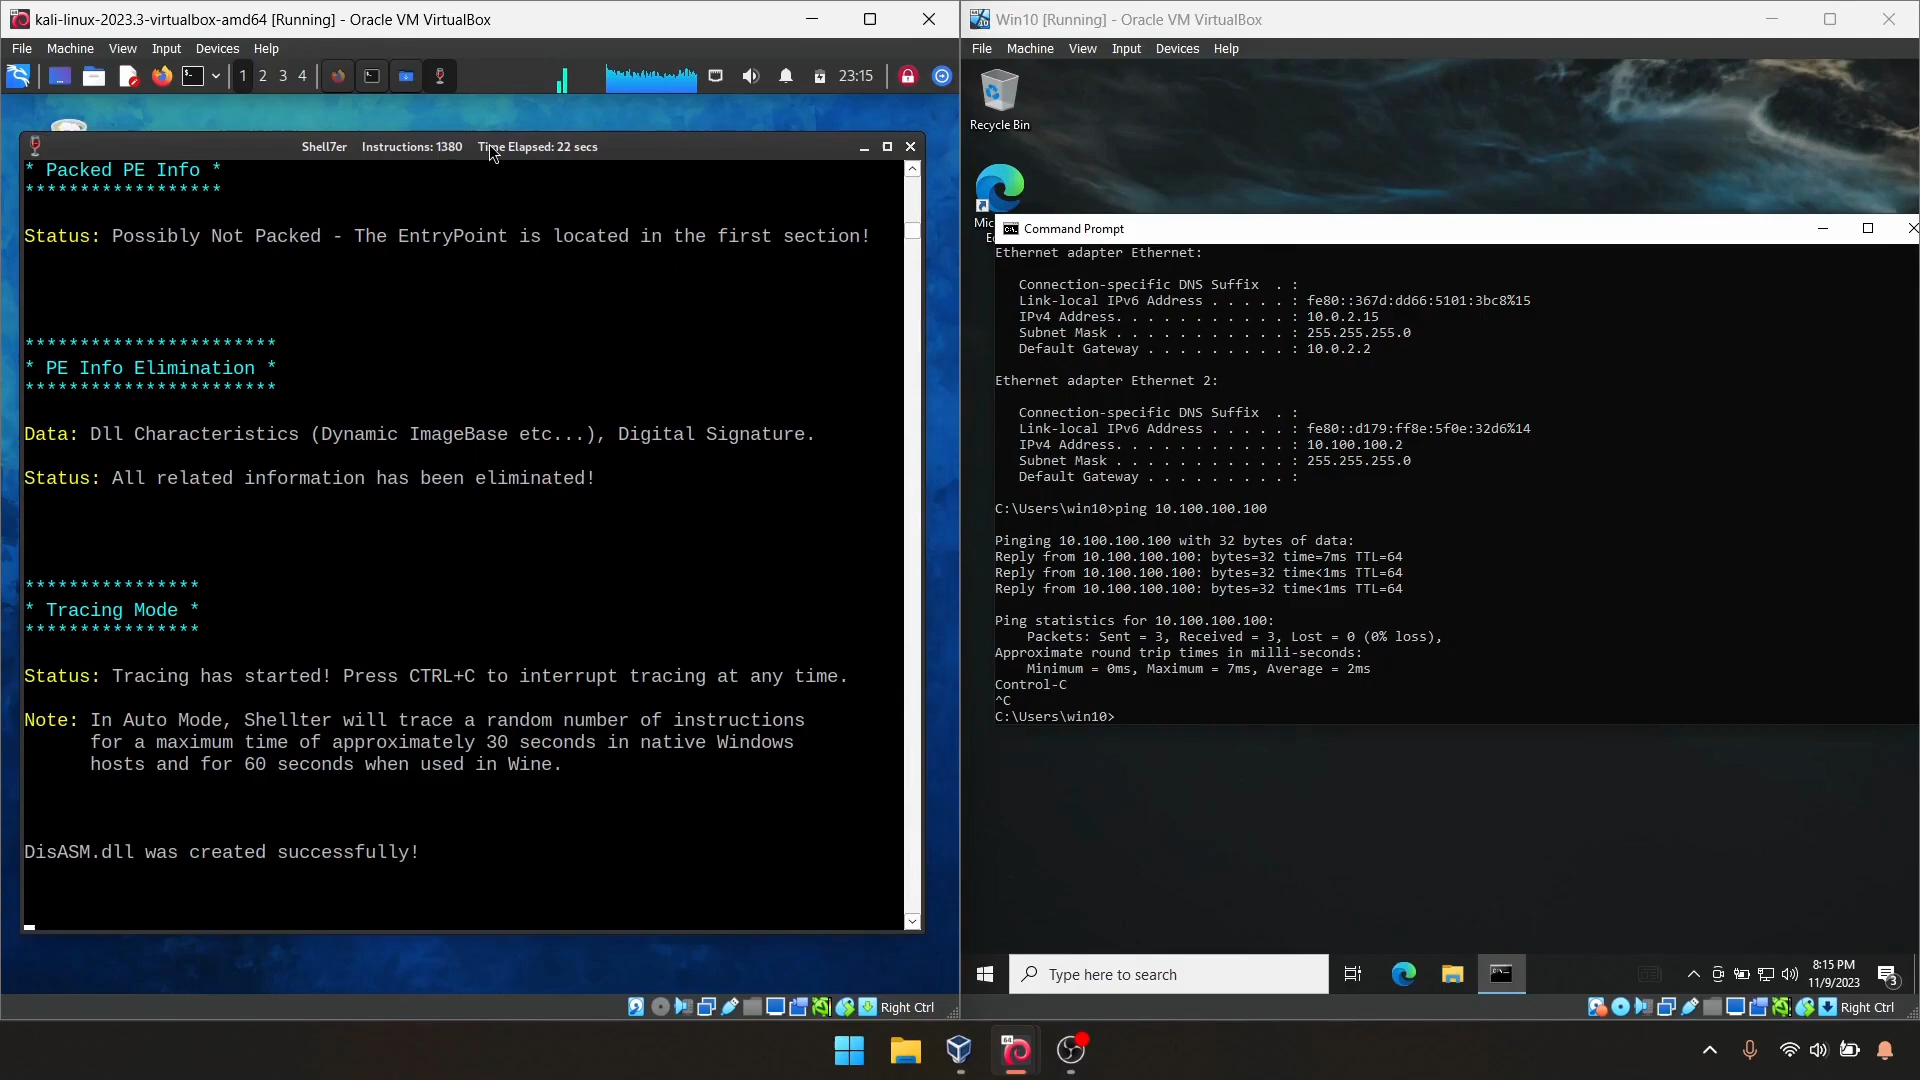 kali-linux-2023.3-virtualbox-amd64 [Running] - Oracle VM VirtualBox
File Machine View Input Devices Help
1 2 3 4
23:15
Shell7er Instructions: 1380 Time Elapsed: 22 secs
* Packed PE Info *
******************
Status: Possibly Not Packed - The EntryPoint is located in the first section!
***********************
* PE Info Elimination *
***********************
Data: Dll Characteristics (Dynamic ImageBase etc...), Digital Signature.
Status: All related information has been eliminated!
****************
* Tracing Mode *
****************
Status: Tracing has started! Press CTRL+C to interrupt tracing at any time.
Note: In Auto Mode, Shellter will trace a random number of instructions
for a maximum time of approximately 30 seconds in native Windows
hosts and for 60 seconds when used in Wine.
DisASM.dll was created successfully!
Right Ctrl
Win10 [Running] - Oracle VM VirtualBox
File Machine View Input Devices Help
Recycle Bin
Mic
E
Command Prompt
Ethernet adapter Ethernet:
Connection-specific DNS Suffix . :
Link-local IPv6 Address . . . . . : fe80::367d:dd66:5101:3bc8%15
IPv4 Address. . . . . . . . . . . : 10.0.2.15
Subnet Mask . . . . . . . . . . . : 255.255.255.0
Default Gateway . . . . . . . . . : 10.0.2.2
Ethernet adapter Ethernet 2:
Connection-specific DNS Suffix . :
Link-local IPv6 Address . . . . . : fe80::d179:ff8e:5f0e:32d6%14
IPv4 Address. . . . . . . . . . . : 10.100.100.2
Subnet Mask . . . . . . . . . . . : 255.255.255.0
Default Gateway . . . . . . . . . :
C:\Users\win10>ping 10.100.100.100
Pinging 10.100.100.100 with 32 bytes of data:
Reply from 10.100.100.100: bytes=32 time=7ms TTL=64
Reply from 10.100.100.100: bytes=32 time<1ms TTL=64
Reply from 10.100.100.100: bytes=32 time<1ms TTL=64
Ping statistics for 10.100.100.100:
Packets: Sent = 3, Received = 3, Lost = 0 (0% loss),
Approximate round trip times in milli-seconds:
Minimum = 0ms, Maximum = 7ms, Average = 2ms
Control-C
^C
C:\Users\win10>
Type here to search
8:15 PM
11/9/2023
3
Right Ctrl
64